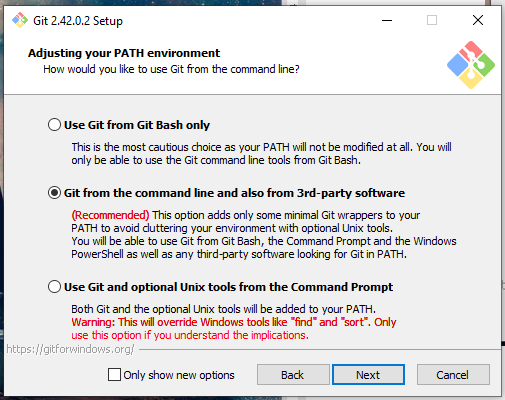 Git 2.42.0.2 Setup
Adjusting your PATH environment
How would you like to use Git from the command line?
Use Git from Git Bash only
This is the most cautious choice as your PATH will not be modified at all. You will
only be able to use the Git command line tools from Git Bash.
Git from the command line and also from 3rd-party software
(Recommended) This option adds only some minimal Git wrappers to your
PATH to avoid cluttering your environment with optional Unix tools.
You will be able to use Git from Git Bash, the Command Prompt and the Windows
PowerShell as well as any third-party software looking for Git in PATH.
Use Git and optional Unix tools from the Command Prompt
Both Git and the optional Unix tools will be added to your PATH.
Warning: This will override Windows tools like "find" and "sort". Only
use this option if you understand the implications.
https://gitforwindows.org/
Only show new options
Back
Next
Cancel